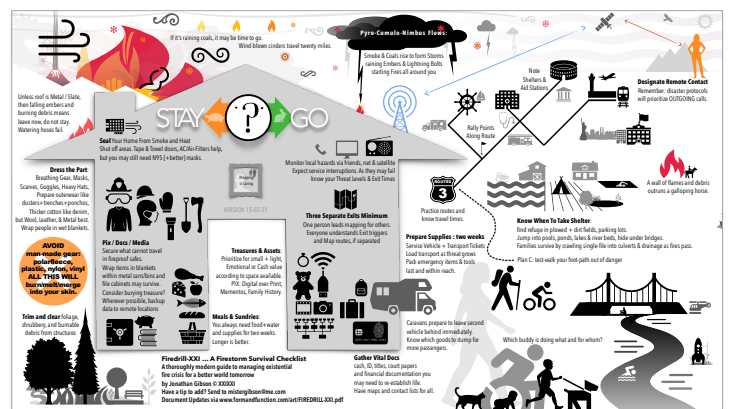 If it's raining coals, it may be time to go.
Wind-blown cinders travel twenty miles.
Pyro-Cumulo-Nimbus Flows:
Smoke & Coals rise to form Storms
raining Embers & Lightning Bolts
starting Fires all around you
Note
Shelters &
Aid Stations
Designate Remote Contact
Remember: disaster protocols
will prioritize OUTGOING calls.
Unless roof is Metal / Slate,
then falling embers and
burning debris means
leave now, do not stay.
Watering hoses fail.
STAY ? GO
Seal Your Home From Smoke and Heat
Shut off areas. Tape & Towel doors, AC/Air Filters help,
but you may still need N95 [+better] masks.
Rally Points
Along Route
Monitor local hazards via friends, net & satellite
Expect service interruptions. As they may fail
know your Threat Levels & Exit Times
Dress the Part
Breathing Gear, Masks,
Scarves, Goggles, Heavy Hats,
Prepare outerwear like
dusters+trenches+ponchos,
Thicker cotton like denim,
but Wool, Leather, & Metal best.
Wrap people in wet blankets.
VERSION 15.07.21
ROUTE
3
Practice routes and
know travel times.
A wall of flames and debris
outruns a galloping horse.
Three Separate Exits Minimum
One person leads mapping for others.
Everyone understands Exit triggers
and Map routes, if separated
Know When To Take Shelter:
find refuge in plowed + dirt fields, parking lots.
Jump into pools, ponds, lakes & river beds, hide under bridges.
Families survive by crawling single-file into culverts & drainage as fires pass.
Plan C: test-walk your foot-path out of danger
Prepare Supplies : two weeks
Service Vehicle + Transport Tickets
Load transport as threat grows
Pack emergency items & tools
last and within reach.
AVOID
man-made gear:
polarfleece,
plastic, nylon, vinyl
ALL THIS WILL
burn/melt/merge
into your skin.
Pix / Docs / Media
Secure what cannot travel
in fireproof safes.
Wrap items in blankets
within metal cans/bins and
file cabinets may survive.
Consider burying treasure?
Wherever possible, backup
data to remote locations
Treasures & Assets:
Prioritize for small + light,
Emotional or Cash value
according to space available.
PIX: Digital over Print,
Mementos, Family History.
Trim and clear foliage,
shrubbery, and burnable
debris from structures
Meals & Sundries:
You always need food+water
and supplies for two weeks.
Longer is better.
Caravans prepare to leave second
vehicle behind immediately.
Know which goods to dump for
more passengers.
Which buddy is doing what and for whom?
Firedrill-XXI ... A Firestorm Survival Checklist
A thoroughly modern guide to managing existential
fire crisis for a better world tomorrow
by Jonathan Gibson © XXIXXI
Have a tip to add? Send to mistergibson@me.com
Document Updates via www.formandfunction.com/art/FIREDRILL-XXI.pdf
Gather Vital Docs
cash, ID, titles, court papers
and financial documentation you
may need to re-establish life.
Have maps and contact lists for all.